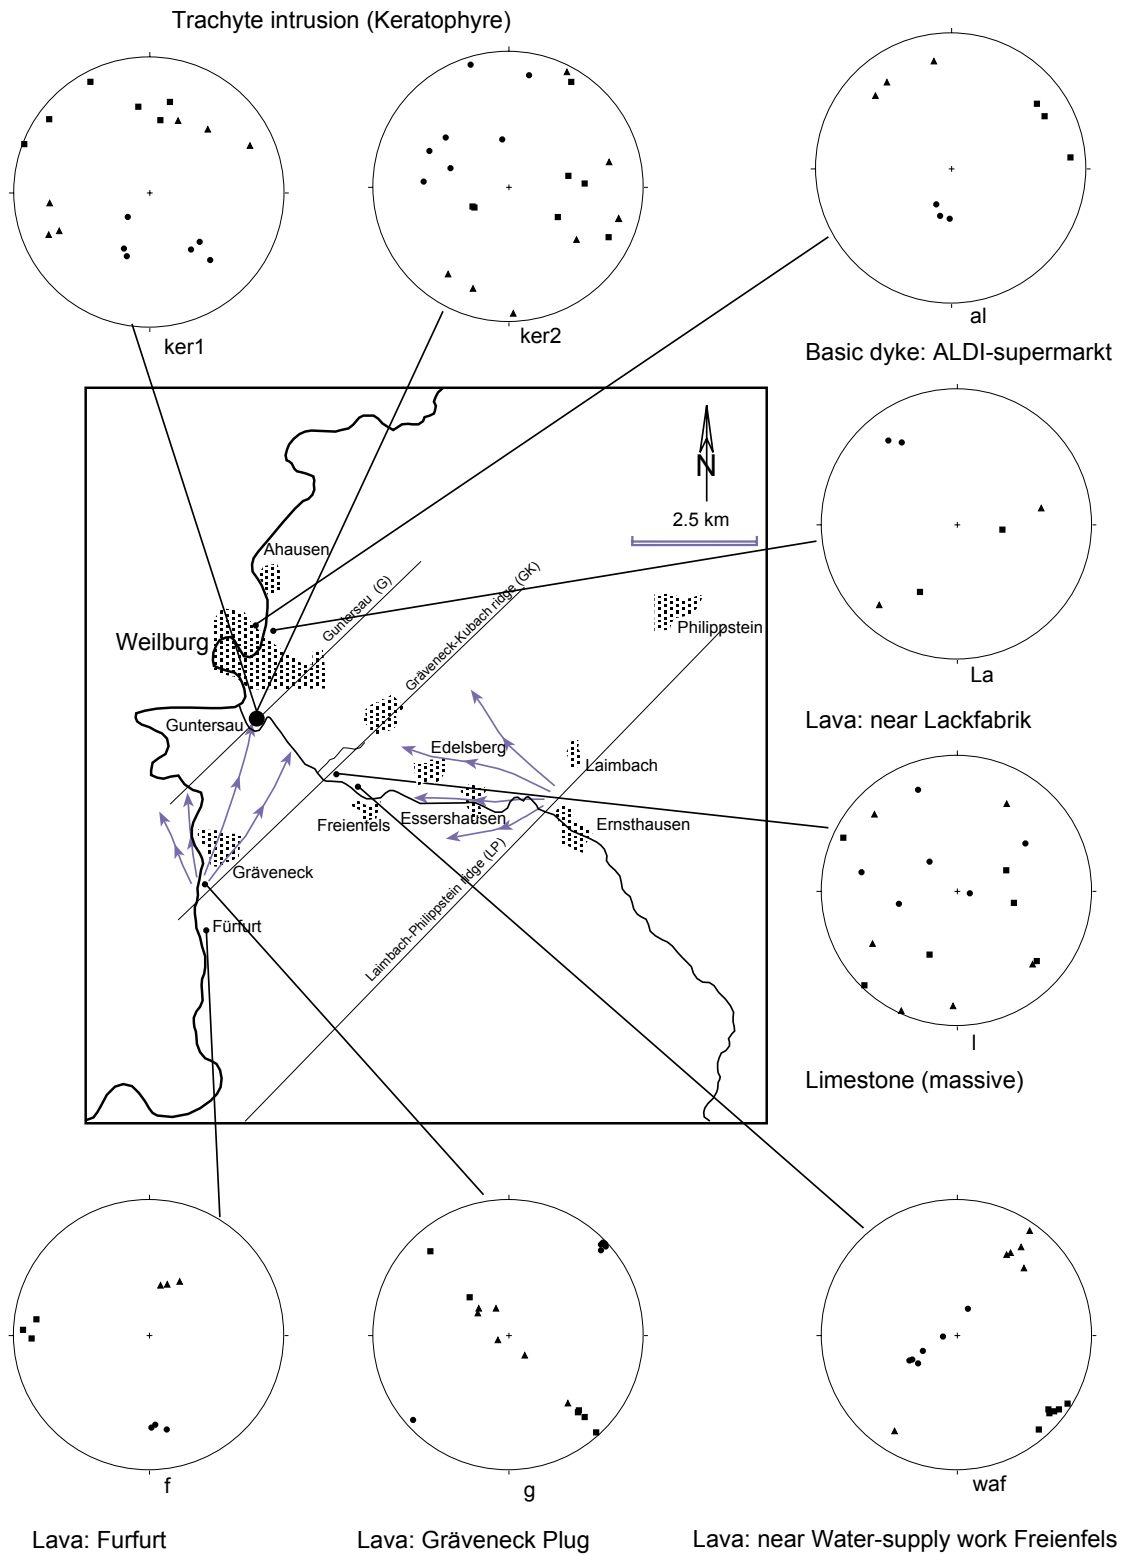 Trachyte intrusion (Keratophyre)
ker1
ker2
al
Basic dyke: ALDI-supermarkt
La
Lava: near Lackfabrik
l
Limestone (massive)
N
2.5 km
Ahausen
Guntersau (G)
Gräveneck-Kubach ridge (GK)
Philippstein
Weilburg
Guntersau
Edelsberg
Laimbach
Freienfels
Essershausen
Ernsthausen
Gräveneck
Laimbach-Philippstein ridge (LP)
Fürfurt
f
g
waf
Lava: Furfurt
Lava: Gräveneck Plug
Lava: near Water-supply work Freienfels